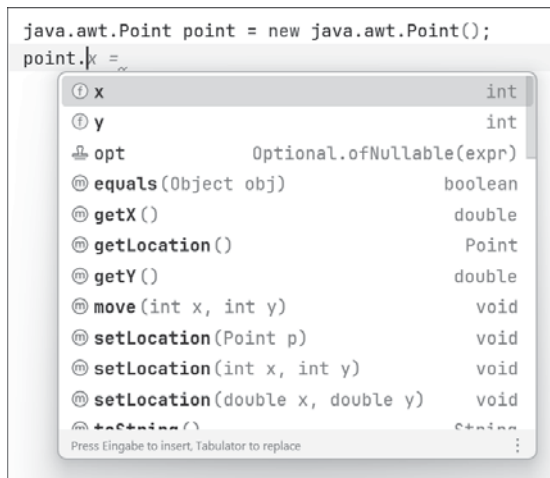 java.awt.Point point = new java.awt.Point();
point.x =
x int
y int
opt Optional.ofNullable(expr)
equals(Object obj) boolean
getX() double
getLocation() Point
getY() double
move(int x, int y) void
setLocation(Point p) void
setLocation(int x, int y) void
setLocation(double x, double y) void
toString() String
Press Eingabe to insert, Tabulator to replace